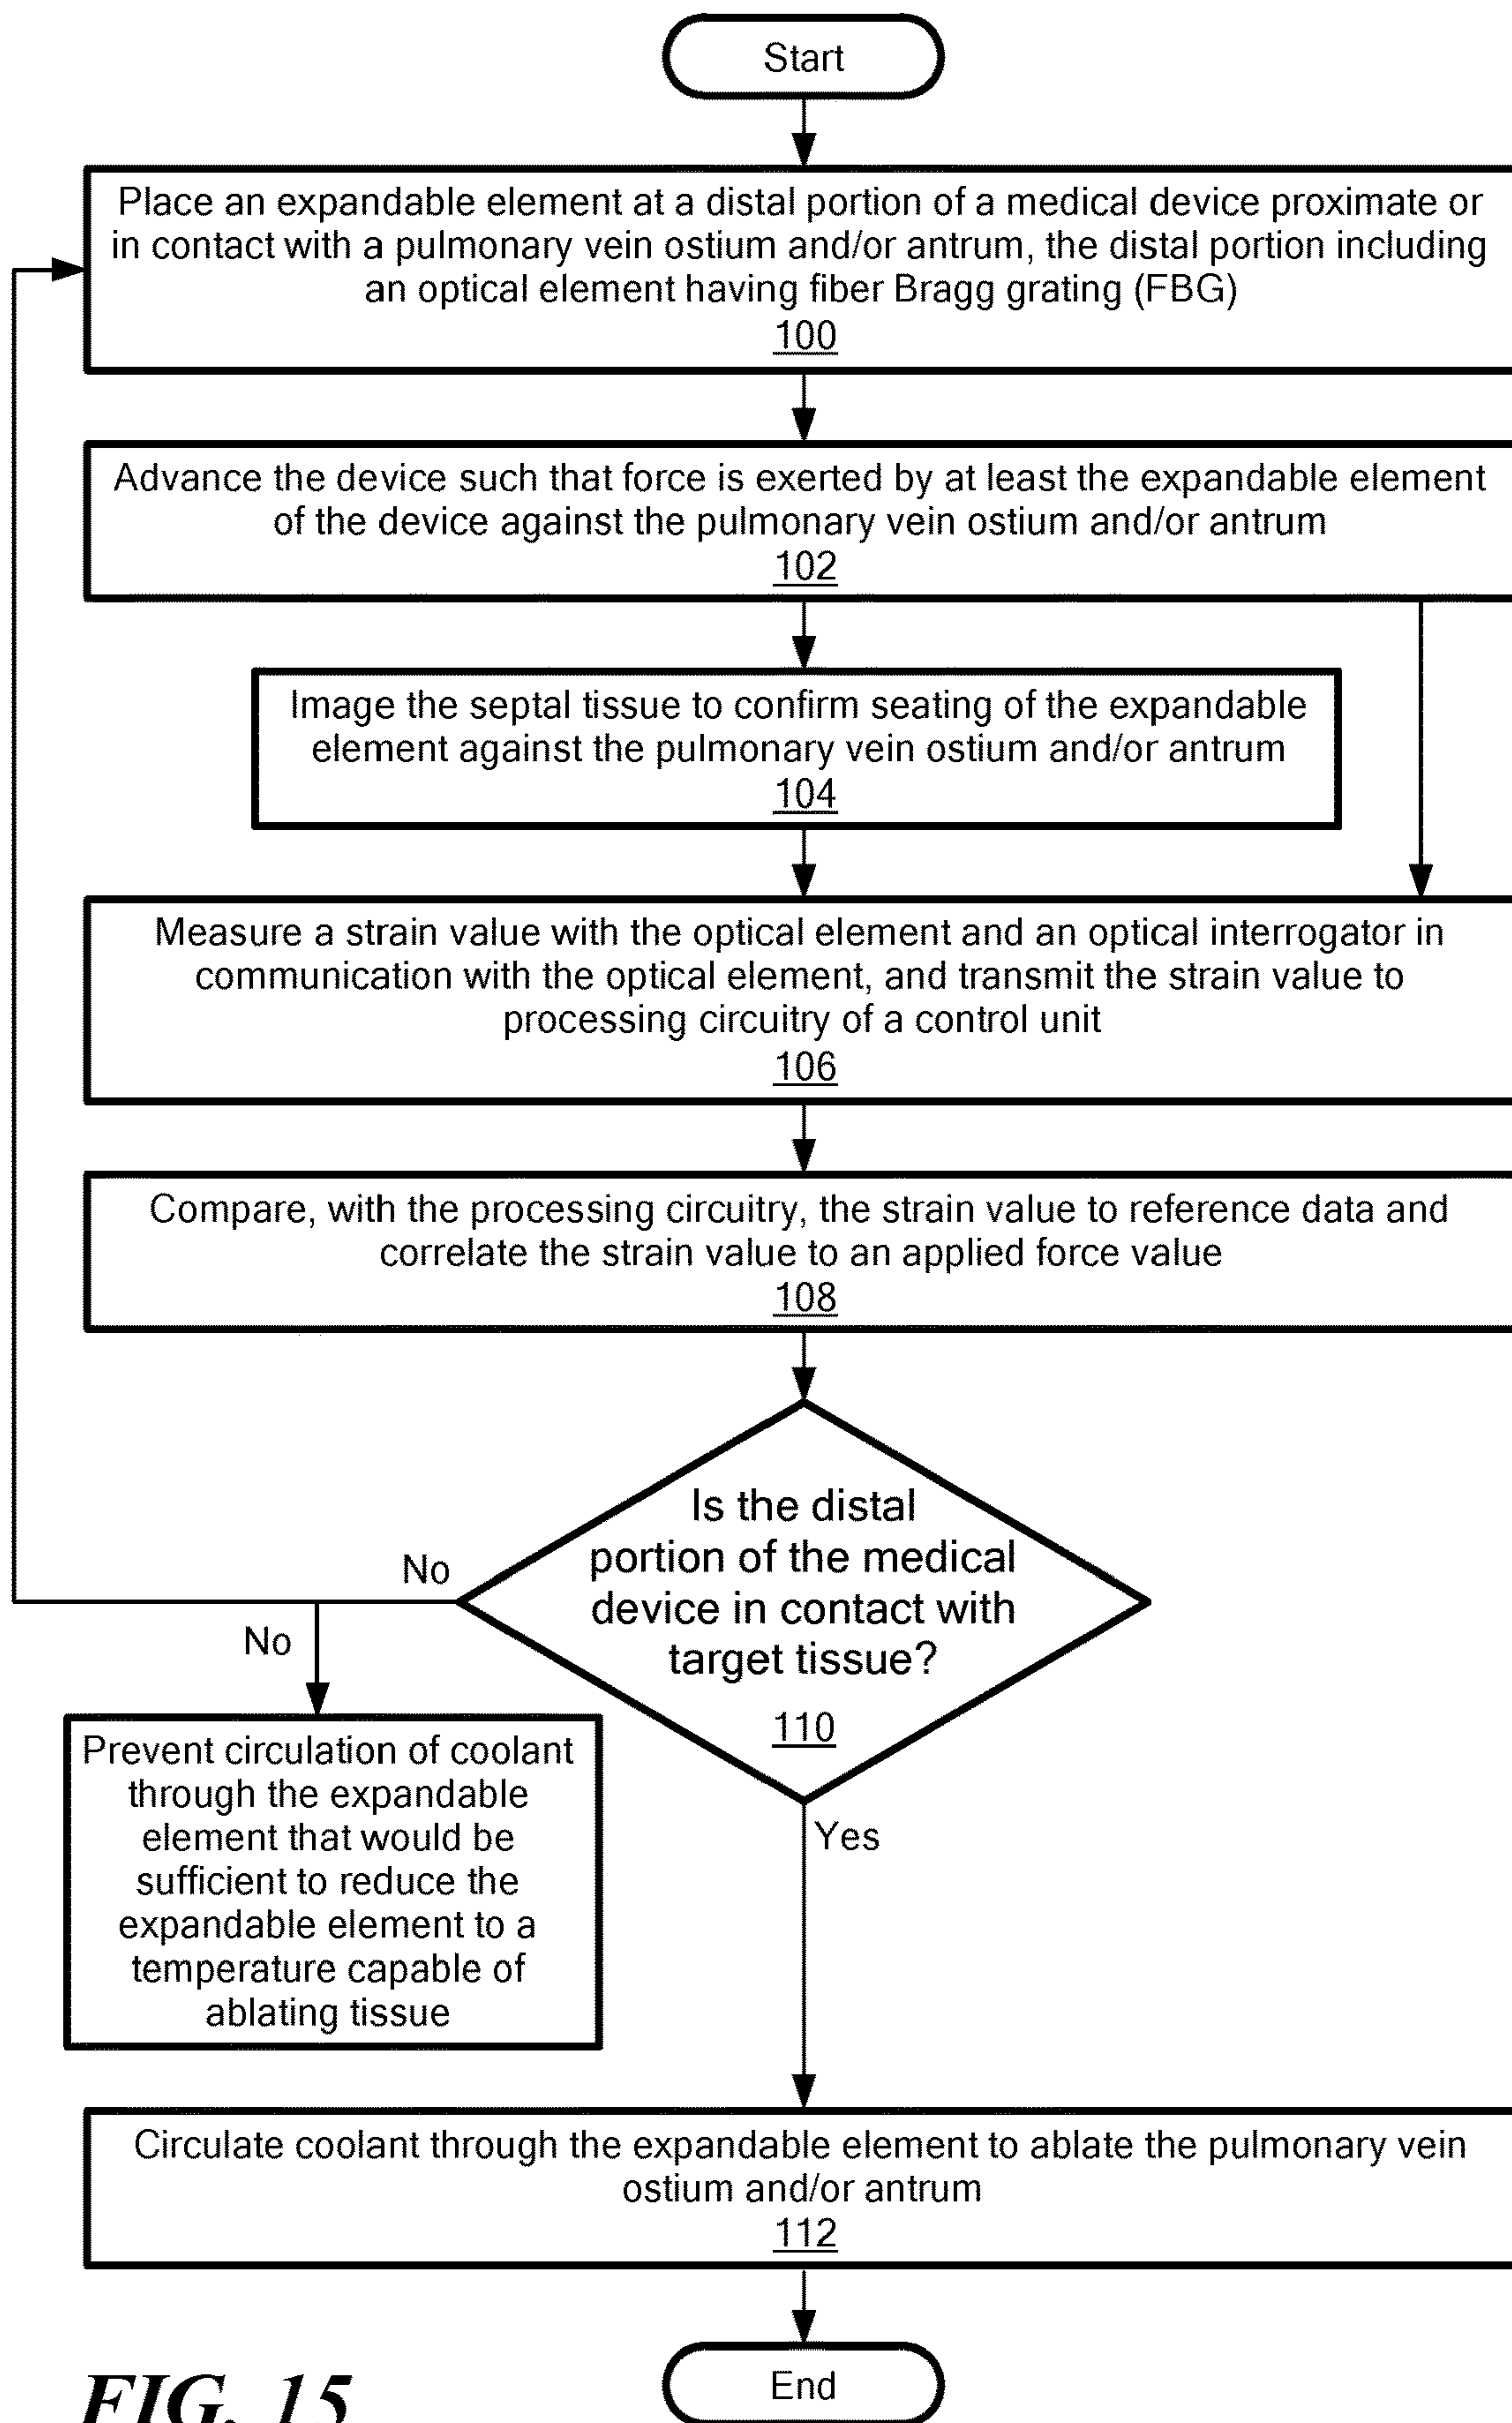 Start
Place an expandable element at a distal portion of a medical device proximate or
in contact with a pulmonary vein ostium and/or antrum, the distal portion including
an optical element having fiber Bragg grating (FBG)
100
Advance the device such that force is exerted by at least the expandable element
of the device against the pulmonary vein ostium and/or antrum
102
Image the septal tissue to confirm seating of the expandable
element against the pulmonary vein ostium and/or antrum
104
Measure a strain value with the optical element and an optical interrogator in
communication with the optical element, and transmit the strain value to
processing circuitry of a control unit
106
Compare, with the processing circuitry, the strain value to reference data and
correlate the strain value to an applied force value
108
Is the distal
portion of the medical
device in contact with
target tissue?
110
No
No
Prevent circulation of coolant
through the expandable
element that would be
sufficient to reduce the
expandable element to a
temperature capable of
ablating tissue
Yes
Circulate coolant through the expandable element to ablate the pulmonary vein
ostium and/or antrum
112
End
FIG. 15